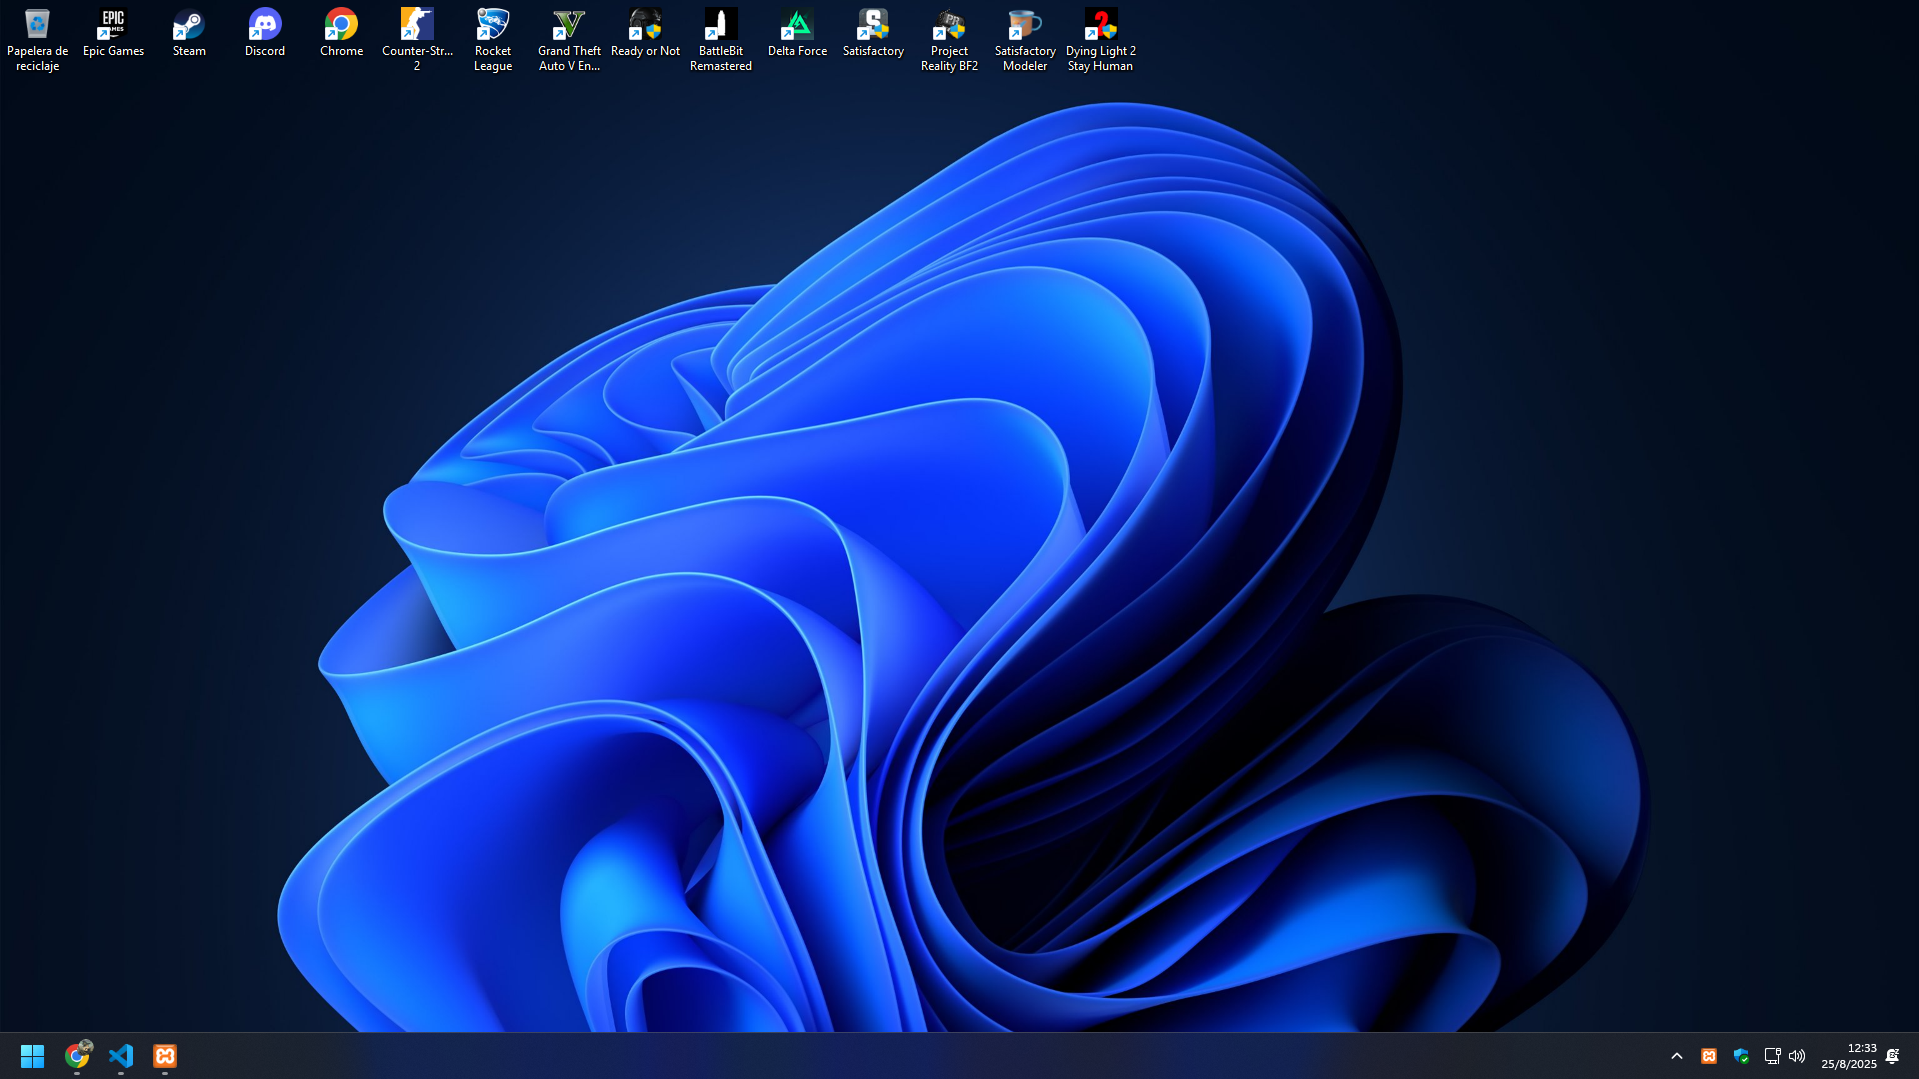 Papelera de
reciclaje
EPIC
GAMES
Epic Games
Steam
Discord
Chrome
Counter-Str...
2
Rocket
League
V
Grand Theft
Auto V En...
Ready or Not
BattleBit
Remastered
Delta Force
S
Satisfactory
PR
Project
Reality BF2
Satisfactory
Modeler
?
Dying Light 2
Stay Human
12:33
25/8/2025